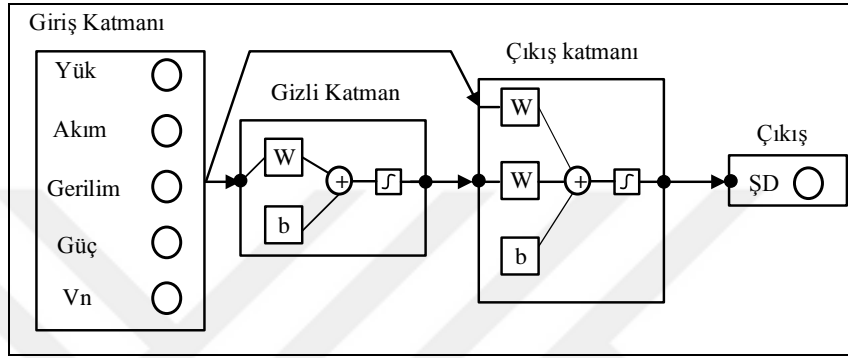 Giriş Katmanı
Yük
Akım
Gerilim
Güç
Vn
Gizli Katman
W
b
+
Çıkış katmanı
W
W
b
+
Çıkış
ŞD